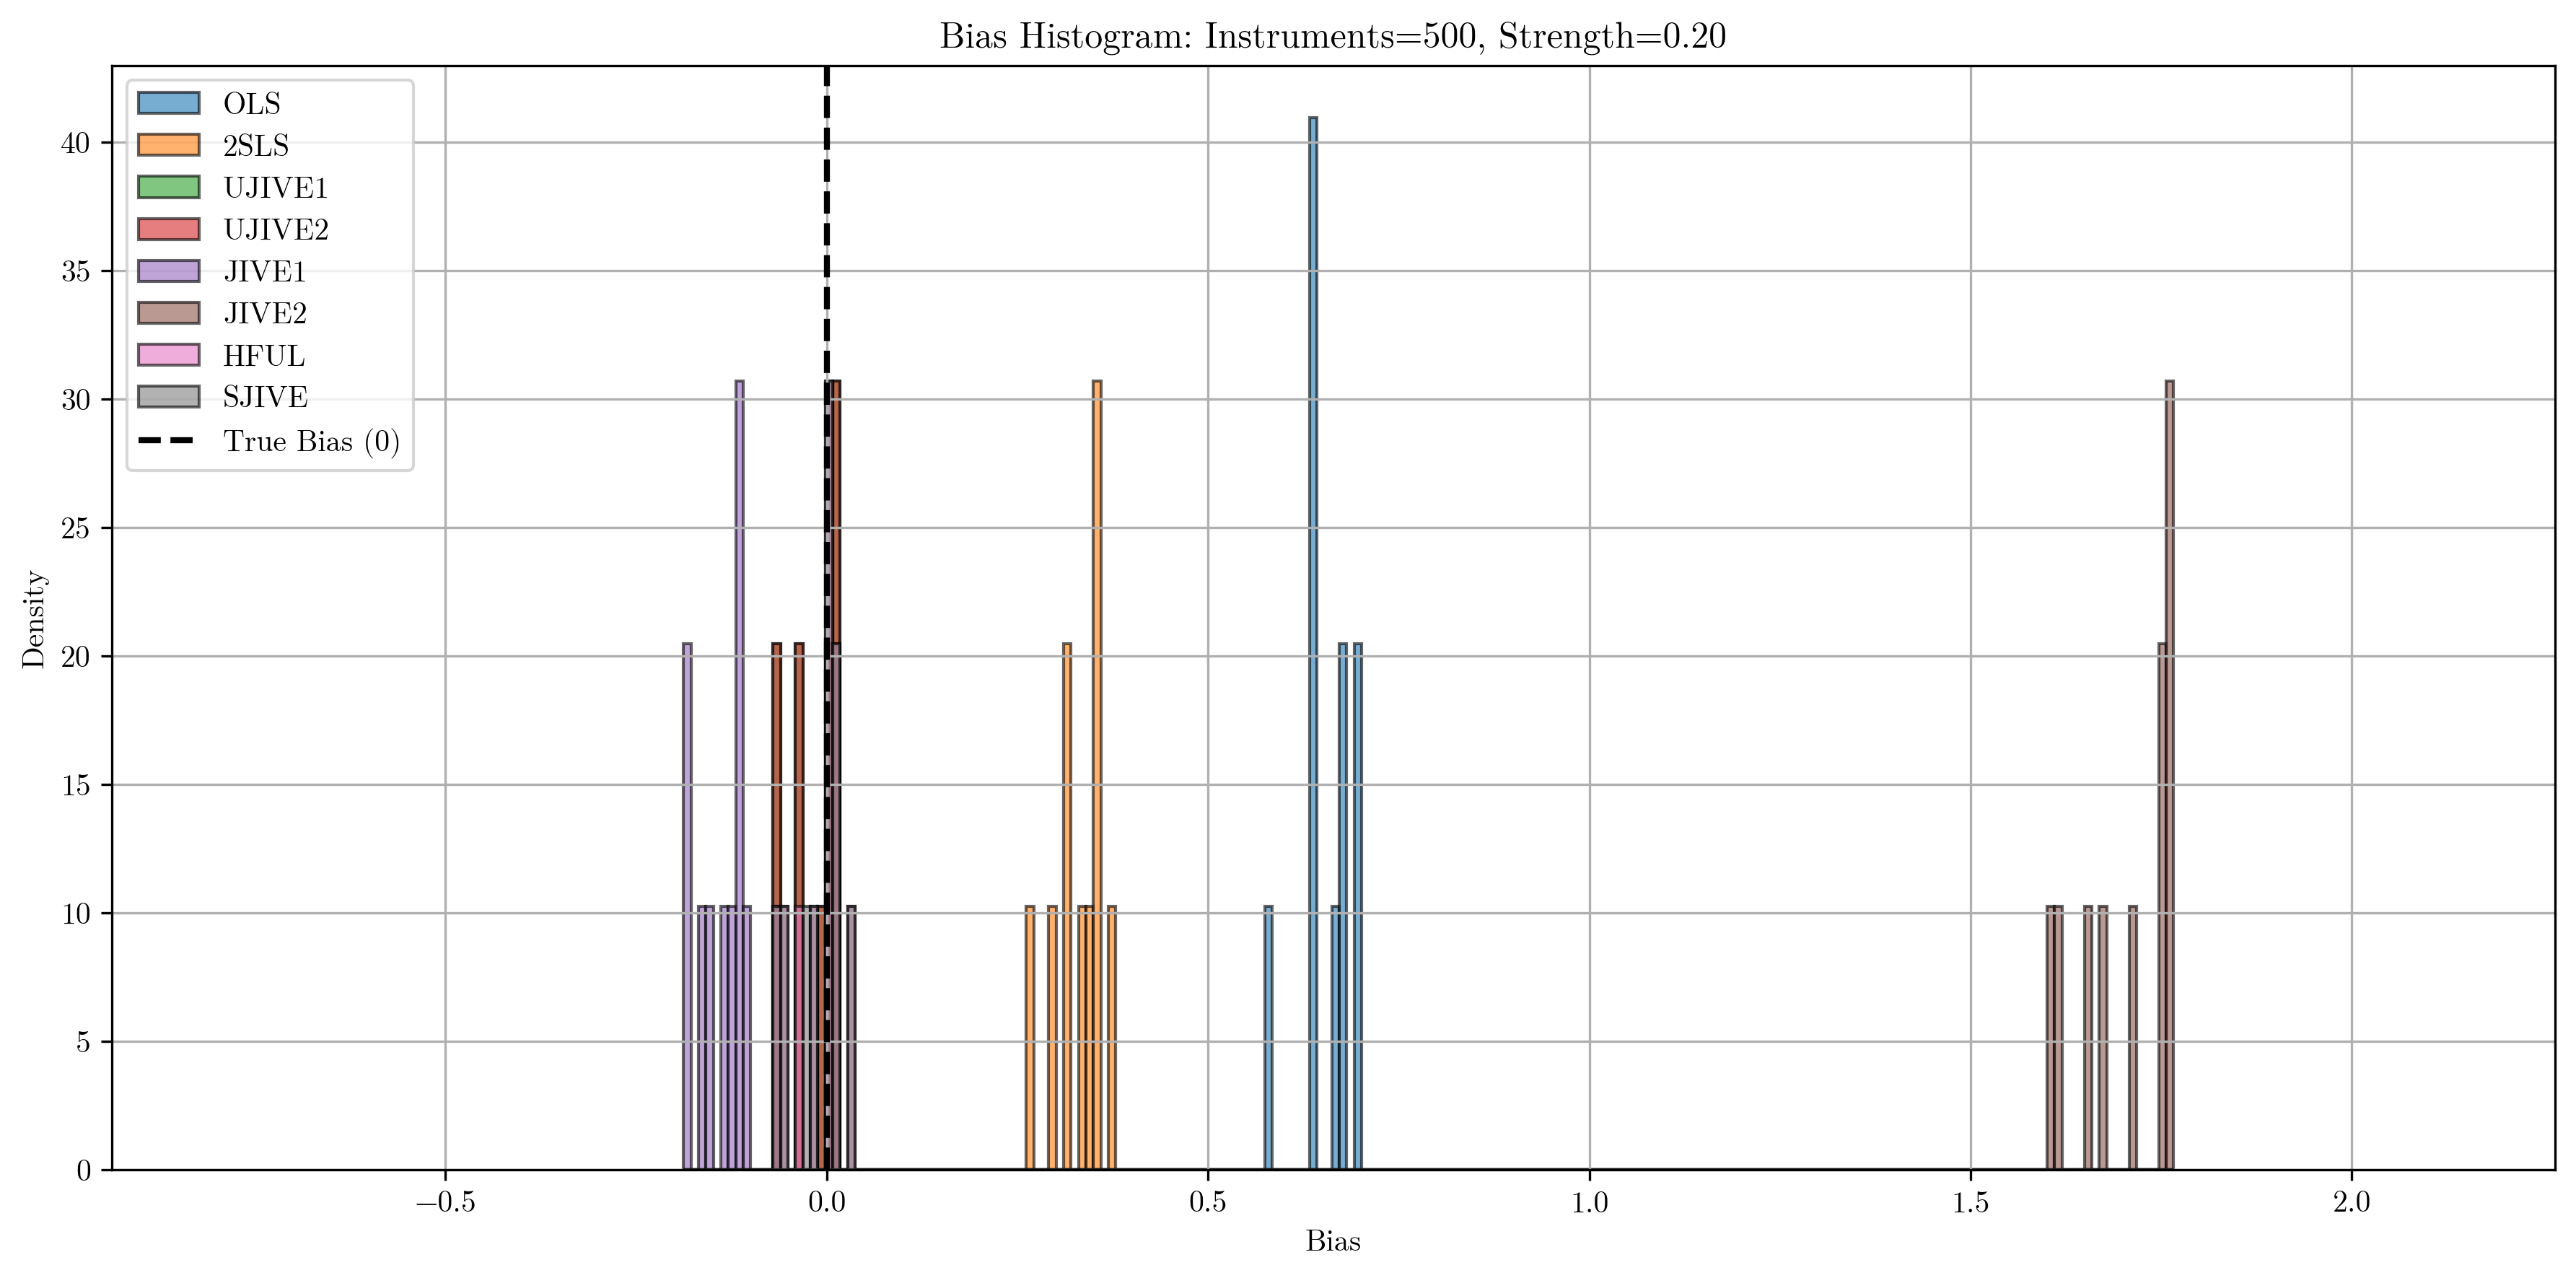 Bias Histogram: Instruments=500, Strength=0.20
OLS
2SLS
UJIVE1
UJIVE2
JIVE1
JIVE2
HFUL
SJIVE
True Bias (0)
Density
40
35
30
25
20
15
10
5
0
−0.5
0.0
0.5
1.0
1.5
2.0
Bias